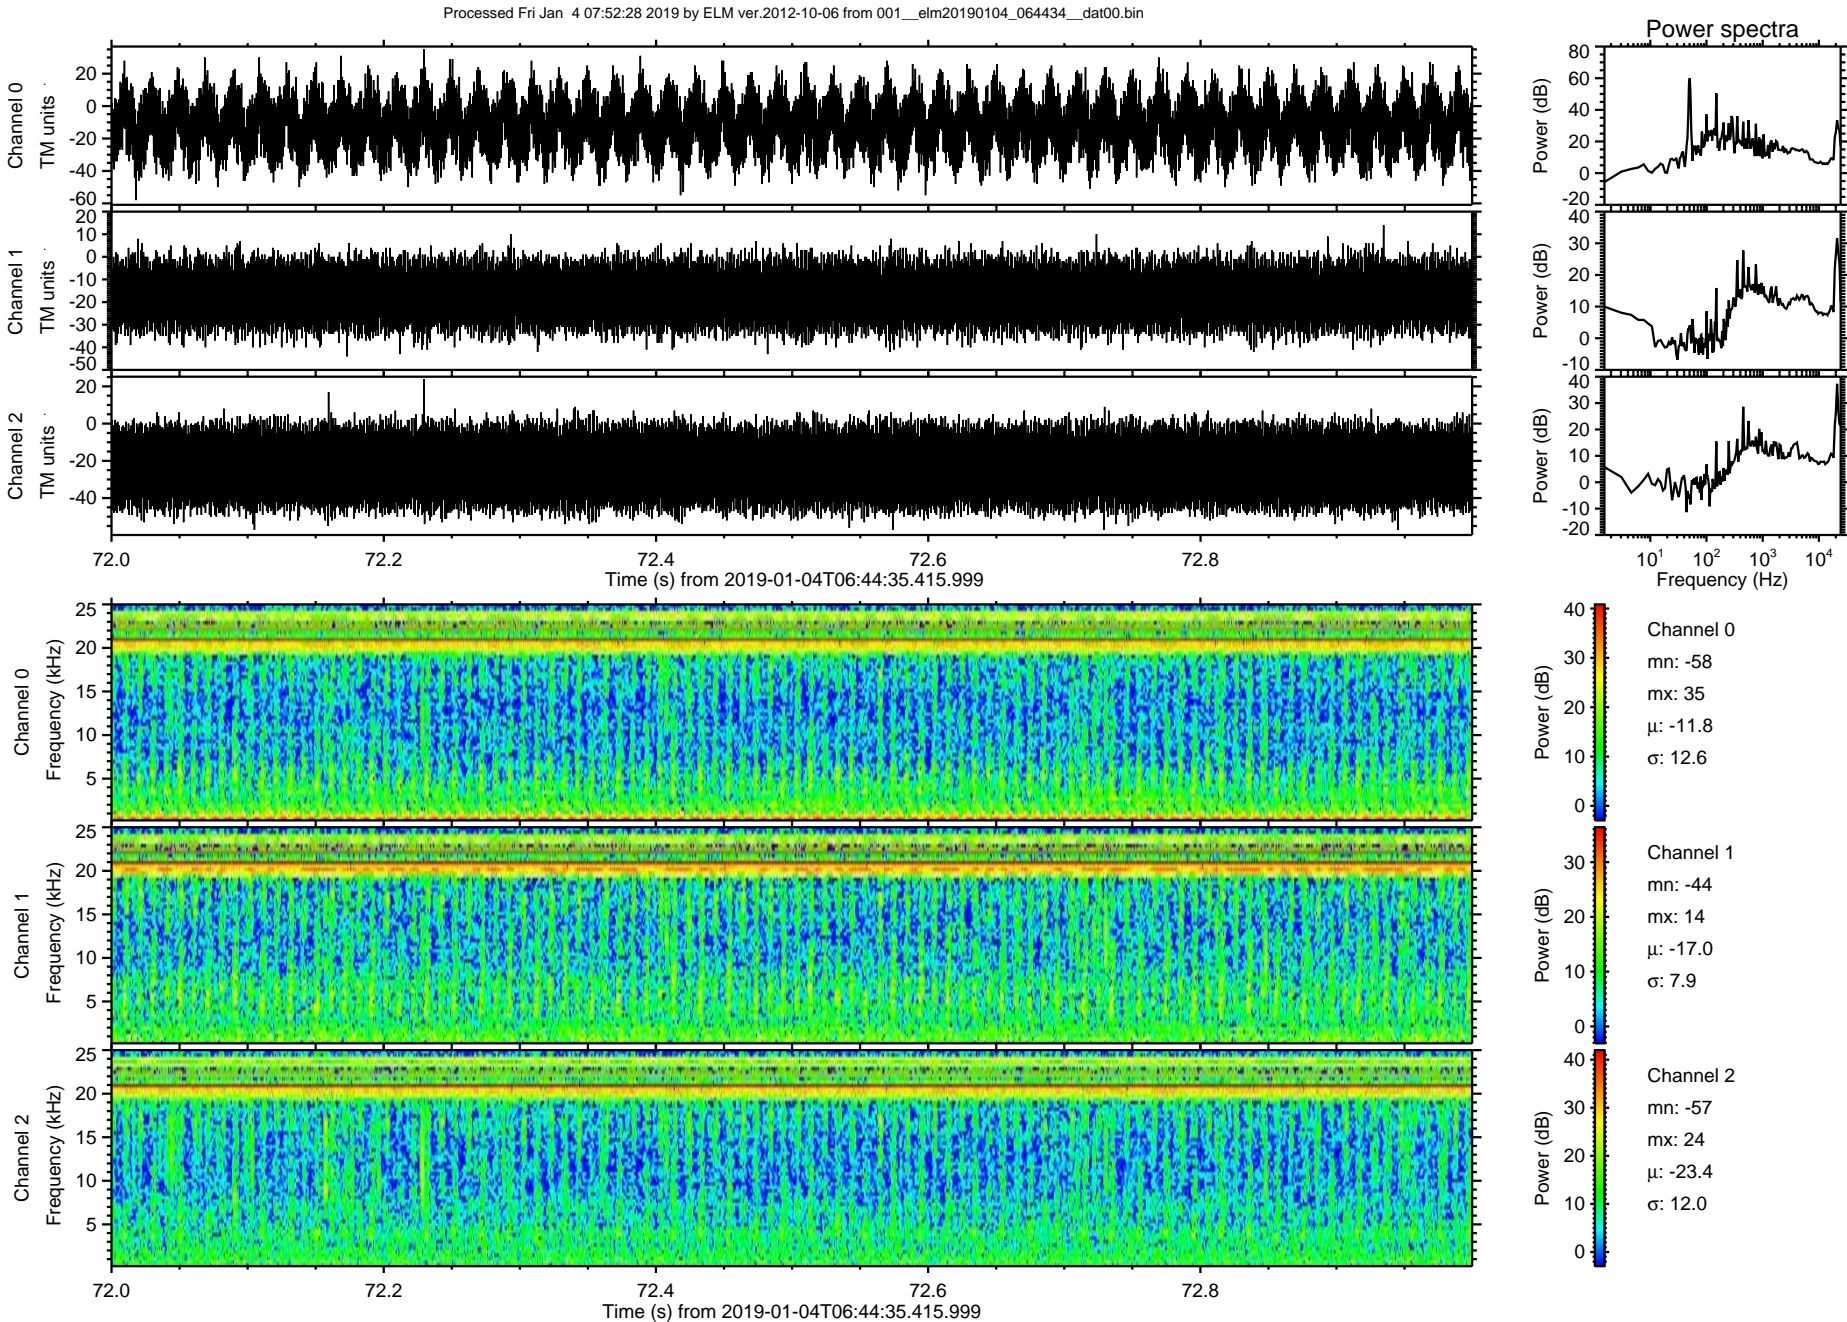 Processed Fri Jan 4 07:52:28 2019 by ELM ver.2012-10-06 from 001__elm20190104_064434__dat00.bin
Power spectra
Channel 0
TM units
20
0
-20
-40
-60
Power (dB)
80
60
40
20
0
-20
Channel 1
TM units
20
10
0
-10
-20
-30
-40
-50
Power (dB)
40
30
20
10
0
-10
Channel 2
TM units
20
0
-20
-40
Power (dB)
40
30
20
10
0
-10
-20
72.0 72.2 72.4 72.6 72.8
Time (s) from 2019-01-04T06:44:35.415.999
10¹ 10² 10³ 10⁴
Frequency (Hz)
Channel 0
Frequency (kHz)
25
20
15
10
5
Power (dB)
40
30
20
10
0
Channel 0
mn: -58
mx: 35
μ: -11.8
σ: 12.6
Channel 1
Frequency (kHz)
25
20
15
10
5
Power (dB)
30
20
10
0
Channel 1
mn: -44
mx: 14
μ: -17.0
σ: 7.9
Channel 2
Frequency (kHz)
25
20
15
10
5
Power (dB)
40
30
20
10
0
Channel 2
mn: -57
mx: 24
μ: -23.4
σ: 12.0
72.0 72.2 72.4 72.6 72.8
Time (s) from 2019-01-04T06:44:35.415.999